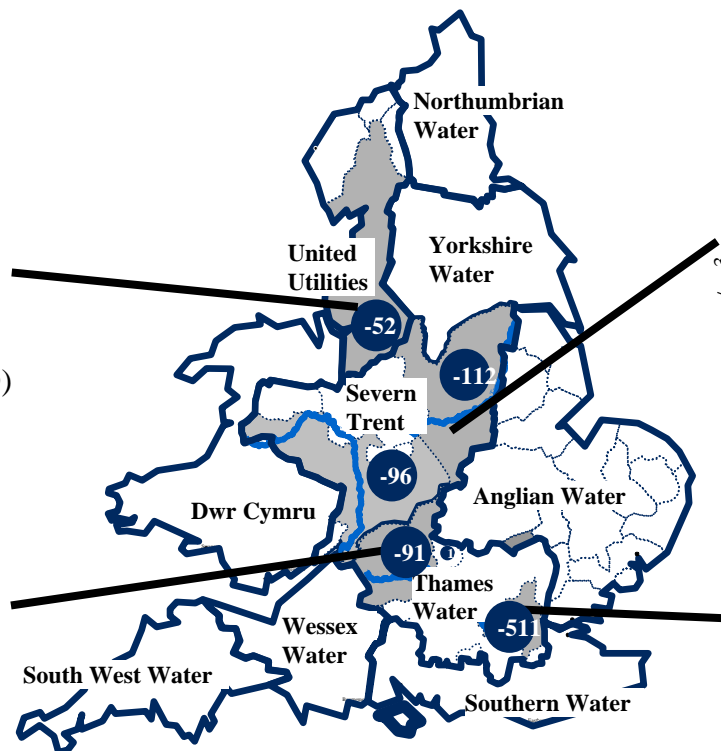 Northumbrian
Water
United
Utilities
Yorkshire
Water
-52
-112
)
Severn
Trent
-96
Anglian Water
Dwr Cymru
-91
Thames
Water
-511
Wessex
Water
South West Water
Southern Water